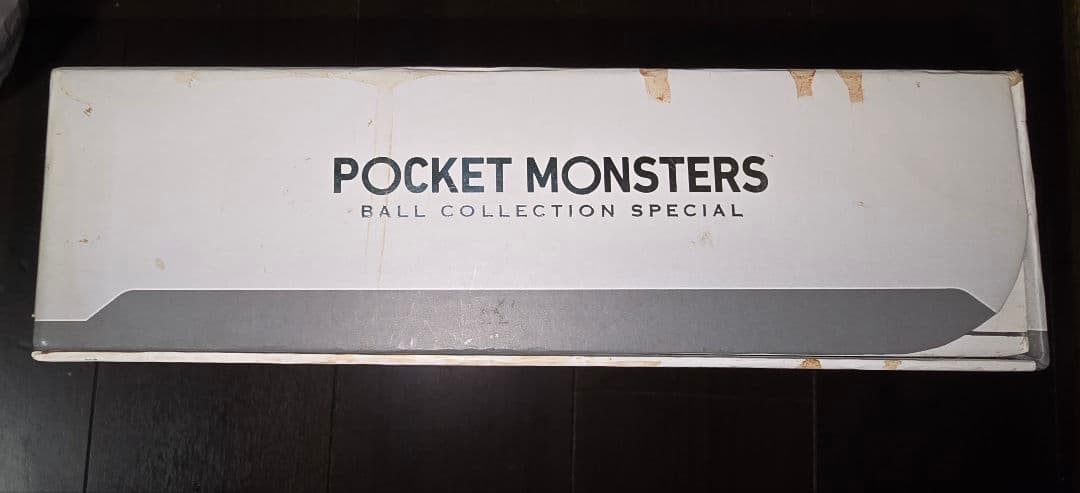 POCKET MONSTERS
BALL COLLECTION SPECIAL